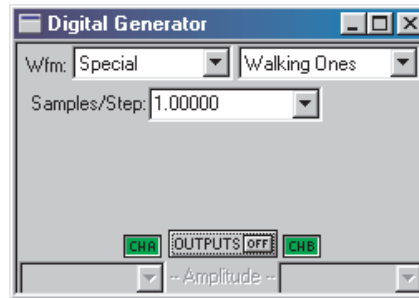 Digital Generator
Wfm: Special Walking Ones
Samples/Step: 1.00000
CHA OUTPUTS OFF CHB
-- Amplitude --